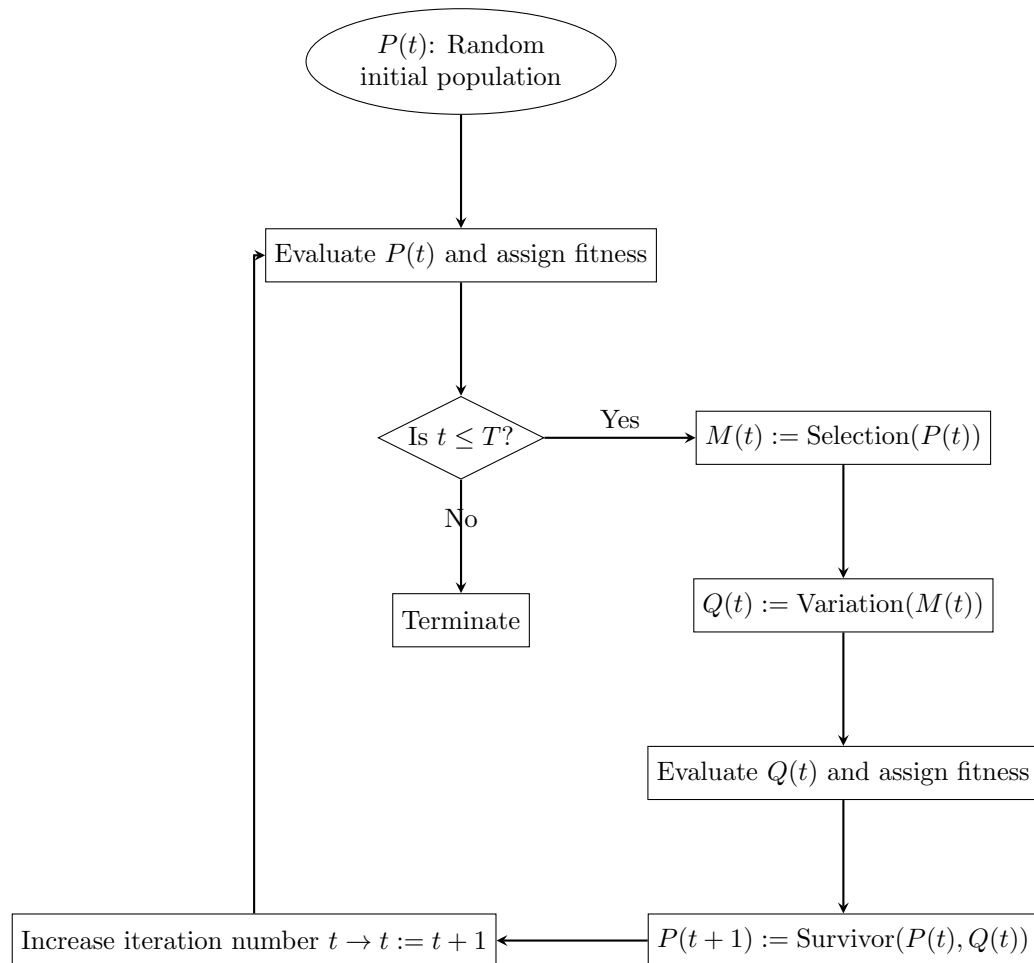 P(t): Random
initial population
Evaluate P(t) and assign fitness
Is t ≤ T?
Yes
M(t) := Selection(P(t))
No
Q(t) := Variation(M(t))
Terminate
Evaluate Q(t) and assign fitness
Increase iteration number t → t := t + 1
P(t + 1) := Survivor(P(t), Q(t))